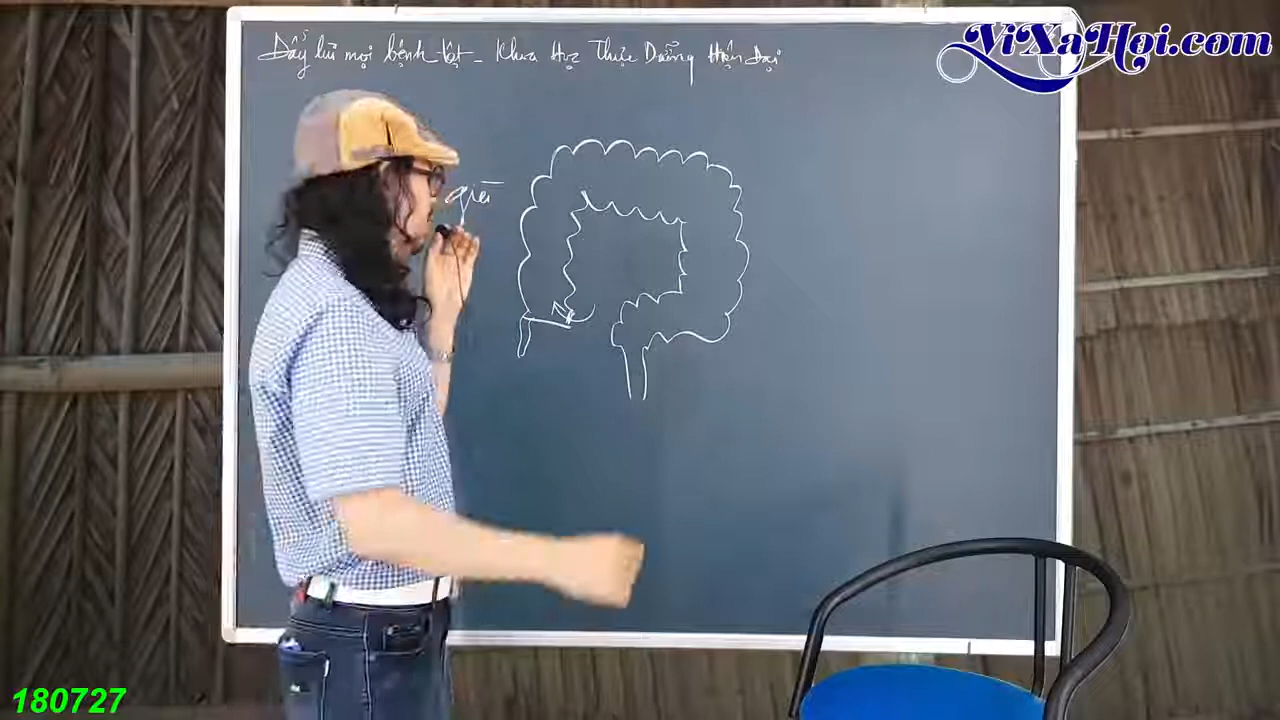 Đẩy lùi mọi bệnh tật - Khoa Học Thực Dưỡng Hiện Đại
ViXaHoi.com
180727